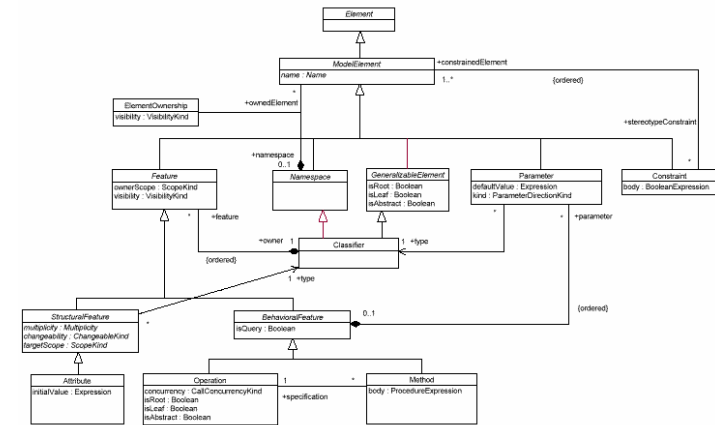 Element
ModelElement
name : Name
+constrainedElement
1..*
{ordered}
*
+ownedElement
ElementOwnership
visibility : VisibilityKind
+stereotypeConstraint
*
+namespace
0..1
Feature
ownerScope : ScopeKind
visibility : VisibilityKind
Namespace
GeneralizableElement
isRoot : Boolean
isLeaf : Boolean
isAbstract : Boolean
Parameter
defaultValue : Expression
kind : ParameterDirectionKind
Constraint
body : BooleanExpression
*
+feature
*
*
+parameter
+owner
1
Classifier
1
+type
{ordered}
1
+type
StructuralFeature
multiplicity : Multiplicity
changeability : ChangeableKind
targetScope : ScopeKind
*
BehavioralFeature
isQuery : Boolean
0..1
{ordered}
Attribute
initialValue : Expression
Operation
concurrency : CallConcurrencyKind
isRoot : Boolean
isLeaf : Boolean
isAbstract : Boolean
1
*
+specification
Method
body : ProcedureExpression